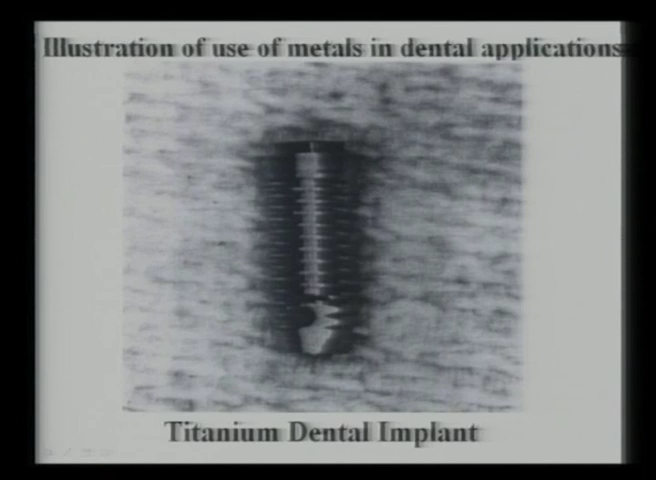 Illustration of use of metals in dental applications
Titanium Dental Implant